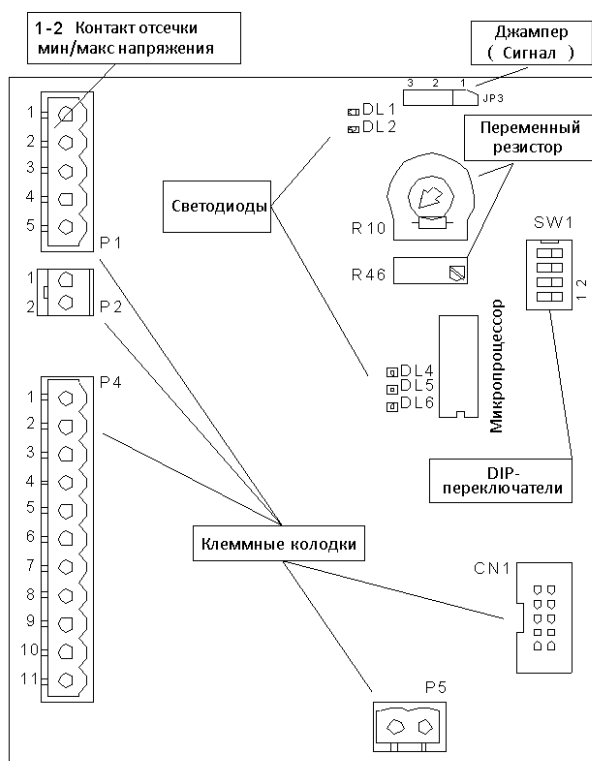 1-2 Контакт отсечки
мин/макс напряжения
Джампер
( Сигнал )
3 2 1
JP3
DL1
DL2
Переменный
резистор
1
2
3
4
5
P1
Светодиоды
R10
SW1
1 2
R46
1
2
P2
Микропроцессор
DL4
DL5
DL6
P4
1
2
3
4
5
6
7
8
9
10
11
DIP-
переключатели
Клеммные колодки
CN1
P5